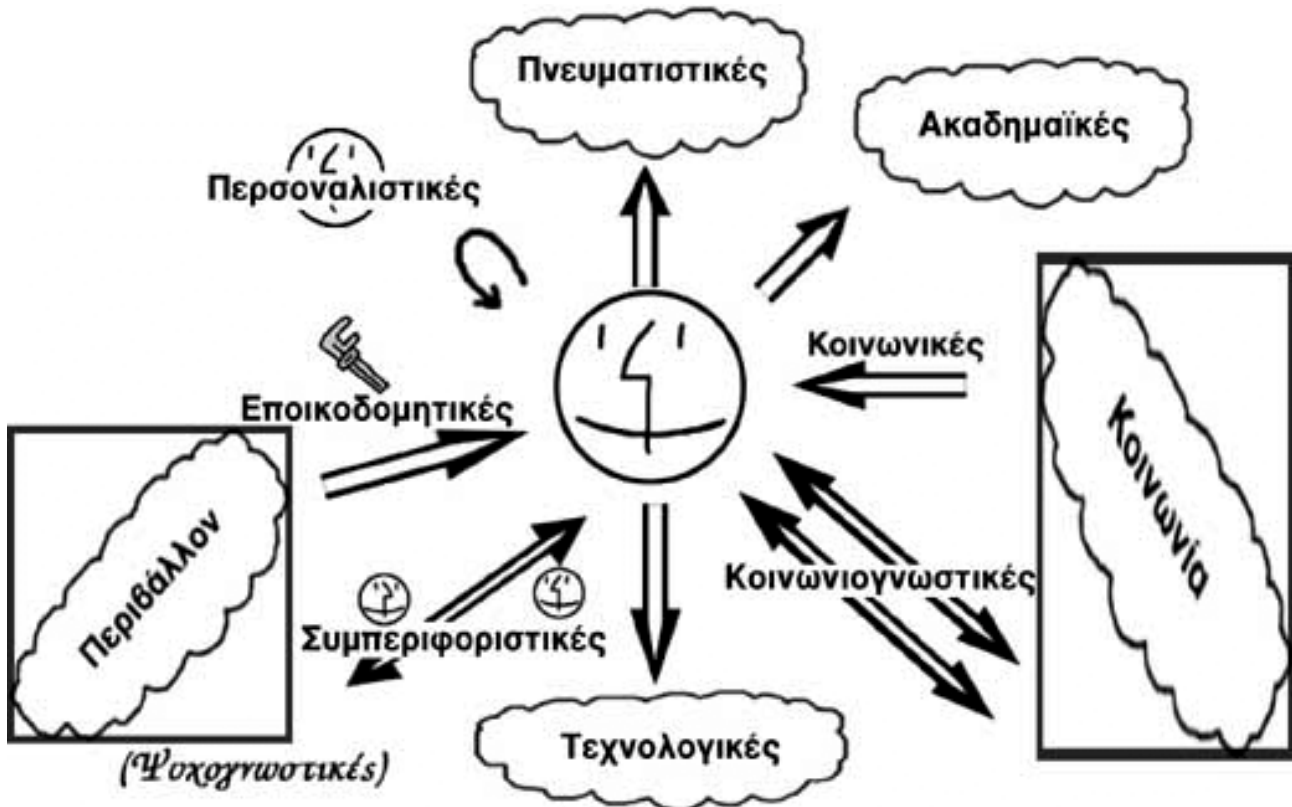 Πνευματιστικές
Ακαδημαϊκές
Περσοναλιστικές
Κοινωνικές
Εποικοδομητικές
Κοινωνία
Περιβάλλον
Κοινωνιογνωστικές
Συμπεριφοριστικές
Τεχνολογικές
(Ψυχογνωστικές)